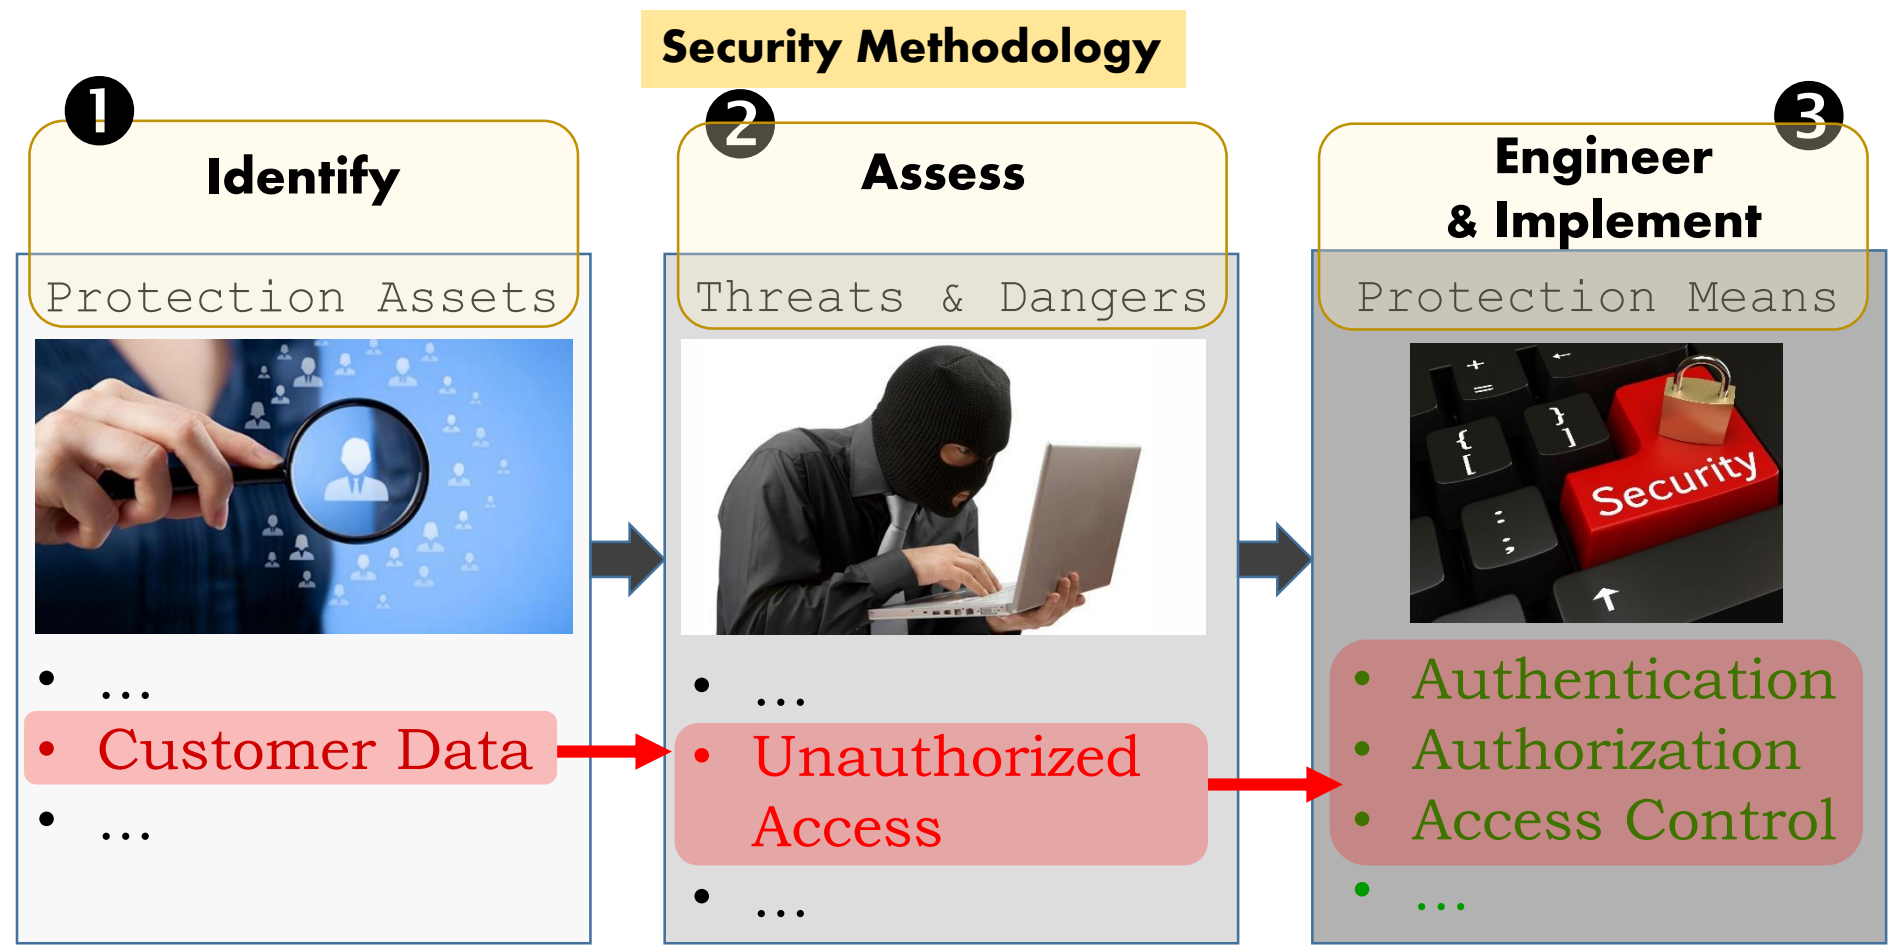 Security Methodology
1
Identify
Protection Assets
• …
• Customer Data
• …
2
Assess
Threats & Dangers
• …
• Unauthorized
Access
• …
3
Engineer
& Implement
Protection Means
+
=
←
{
[
}
]
:
;
Security
↑
• Authentication
• Authorization
• Access Control
• …